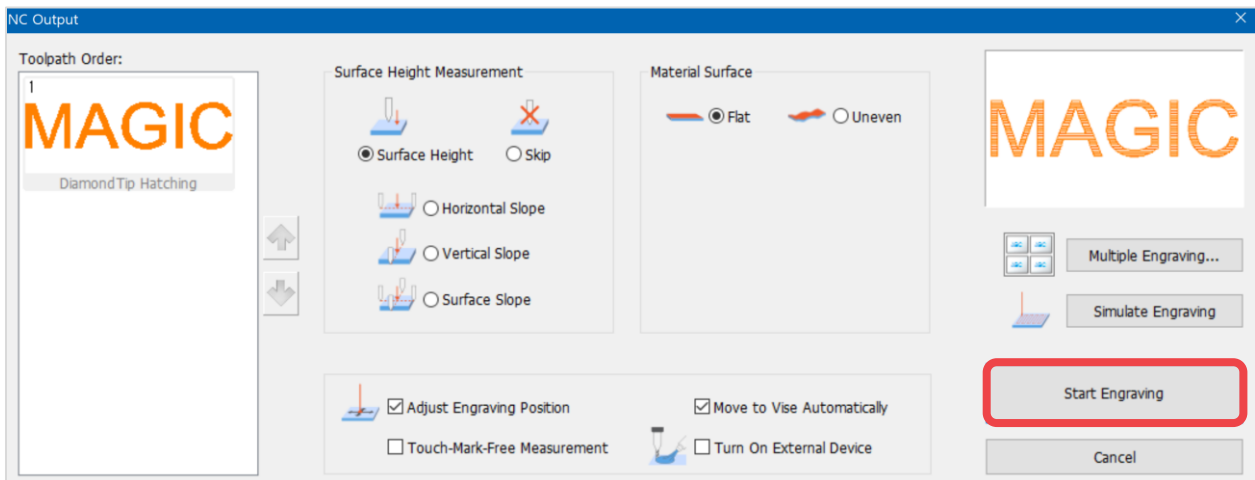 NC Output
Toolpath Order:
1
MAGIC
DiamondTip Hatching
Surface Height Measurement
Surface Height
Skip
Horizontal Slope
Vertical Slope
Surface Slope
Material Surface
Flat
Uneven
Adjust Engraving Position
Move to Vise Automatically
Touch-Mark-Free Measurement
Turn On External Device
MAGIC
Multiple Engraving...
Simulate Engraving
Start Engraving
Cancel